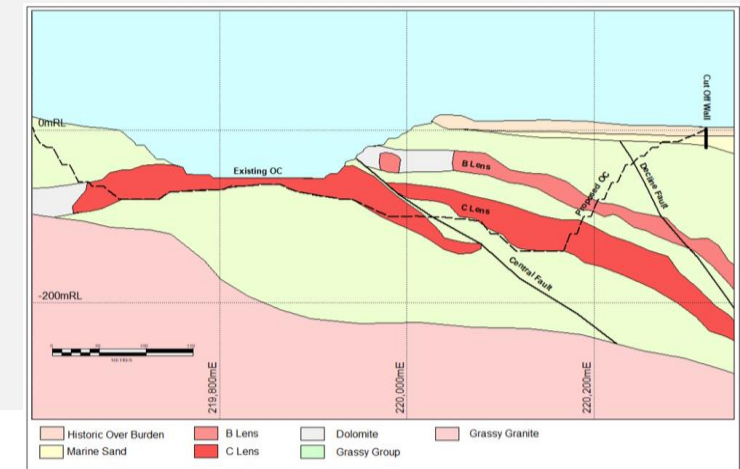 0mRL
Existing OC
B Lens
C Lens
Proposed OC
Decline Fault
Cut Off Wall
Central Fault
-200mRL
METRES
219,800mE
220,000mE
220,200mE
Historic Over Burden
B Lens
Dolomite
Grassy Granite
Marine Sand
C Lens
Grassy Group